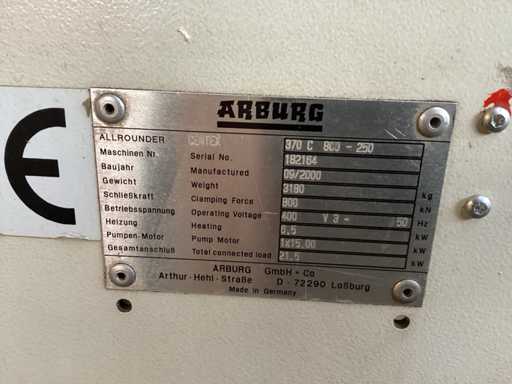 CE
ARBURG
ALLROUNDER CENTEX 370 C 800 - 250
Maschinen Nr. Serial No. 182164
Baujahr Manufactured 09/2000
Gewicht Weight 3180 kg
Schließkraft Clamping Force 800 kN
Betriebsspannung Operating Voltage 400 V 3~ 50 Hz
Heizung Heating 6,5 kW
Pumpen-Motor Pump Motor 1X15,00 kW
Gesamtanschluß Total connected load 21,5 kW
ARBURG GmbH + Co
Arthur-Hehl-Straße D-72290 Loßburg
Made in Germany